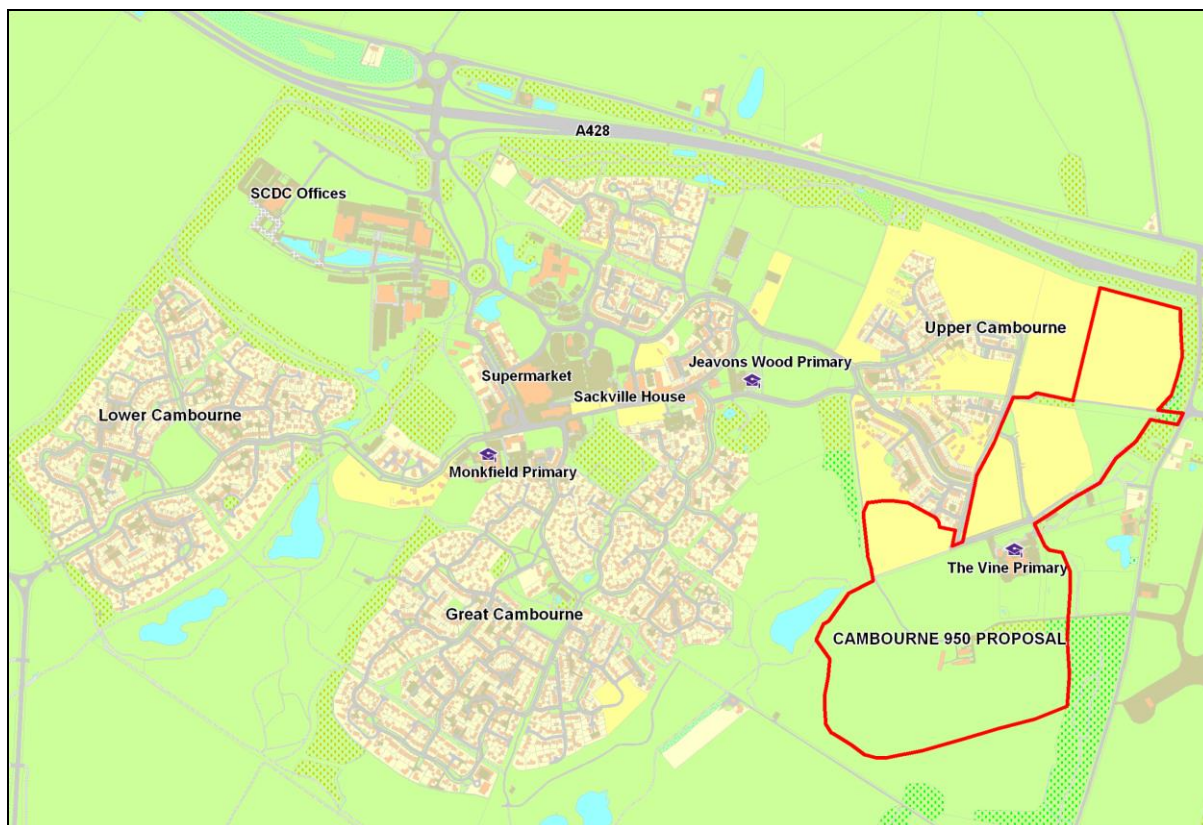 A428
SCDC Offices
Upper Cambourne
Jeavons Wood Primary
Supermarket
Sackville House
Lower Cambourne
Monkfield Primary
The Vine Primary
Great Cambourne
CAMBOURNE 950 PROPOSAL